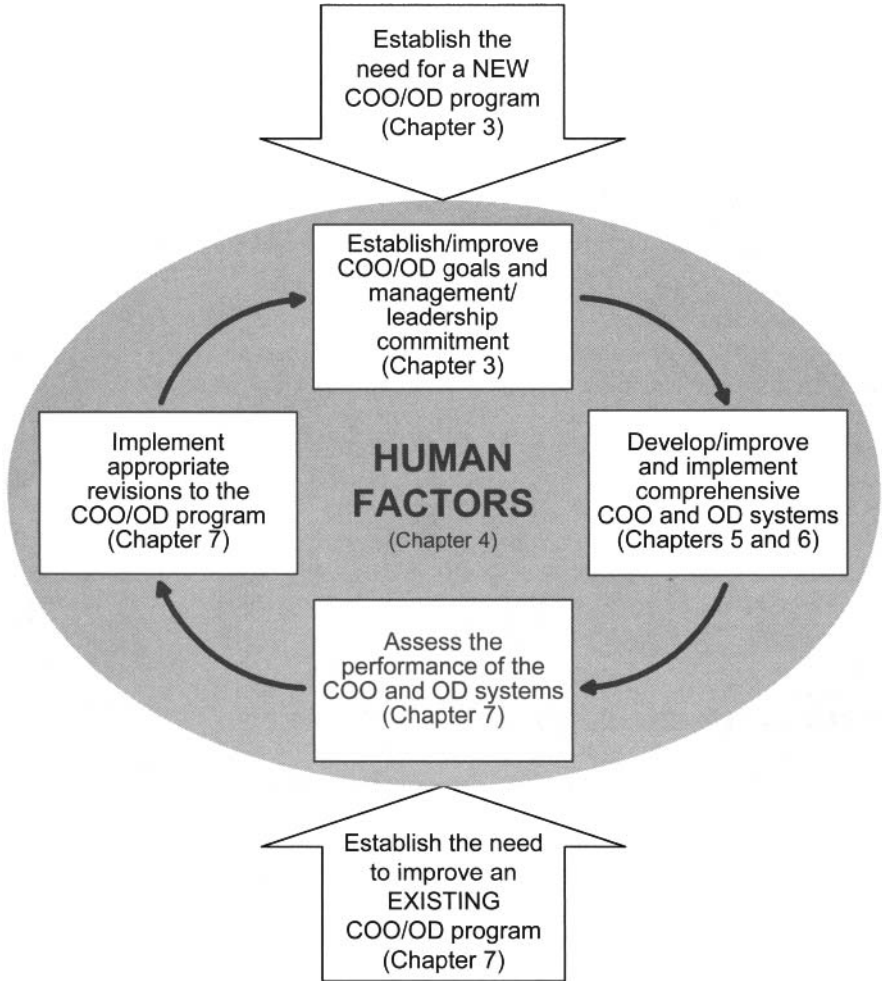 Establish the
need for a NEW
COO/OD program
(Chapter 3)
Establish/improve
COO/OD goals and
management/
leadership
commitment
(Chapter 3)
Implement
appropriate
revisions to the
COO/OD program
(Chapter 7)
HUMAN
FACTORS
(Chapter 4)
Develop/improve
and implement
comprehensive
COO and OD systems
(Chapters 5 and 6)
Assess the
performance of the
COO and OD systems
(Chapter 7)
Establish the need
to improve an
EXISTING
COO/OD program
(Chapter 7)